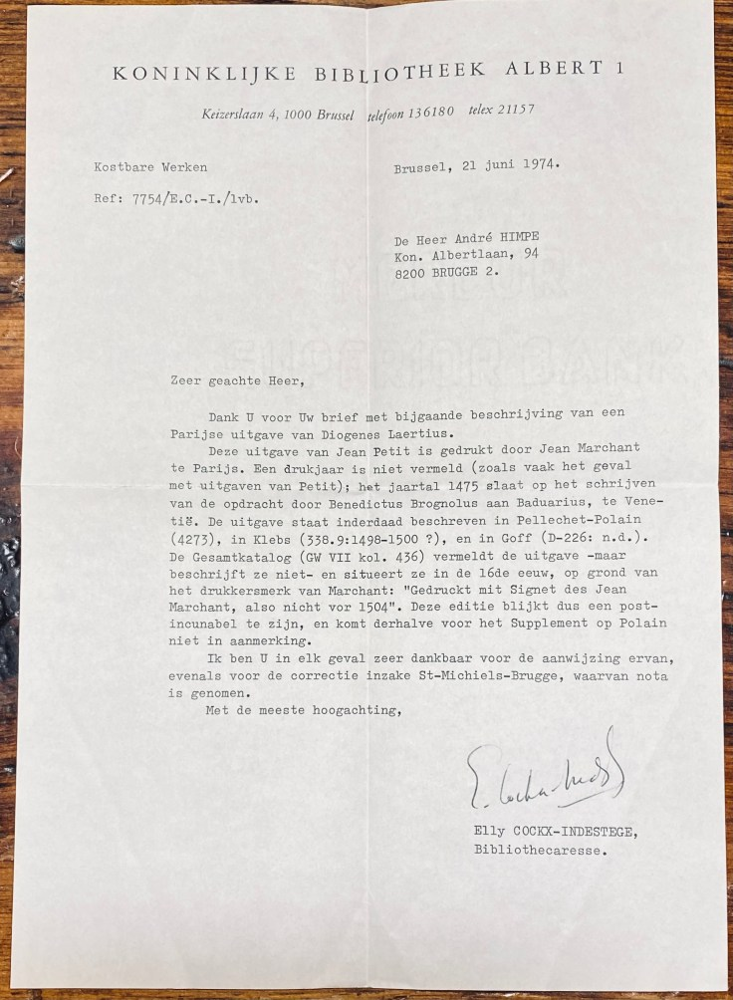 KONINKLIJKE BIBLIOTHEEK ALBERT 1
Keizerslaan 4, 1000 Brussel telefoon 136180 telex 21157
Kostbare Werken
Brussel, 21 juni 1974.
Ref: 7754/E.C.-I./lvb.
De Heer André HIMPE
Kon. Albertlaan, 94
8200 BRUGGE 2.
Zeer geachte Heer,
Dank U voor Uw brief met bijgaande beschrijving van een
Parijse uitgave van Diogenes Laertius.
Deze uitgave van Jean Petit is gedrukt door Jean Marchant
te Parijs. Een drukjaar is niet vermeld (zoals vaak het geval
met uitgaven van Petit); het jaartal 1475 slaat op het schrijven
van de opdracht door Benedictus Brognolus aan Baduarius, te Vene-
tië. De uitgave staat inderdaad beschreven in Pellechet-Polain
(4273), in Klebs (338.9:1498-1500 ?), en in Goff (D-226: n.d.).
De Gesamtkatalog (GW VII kol. 436) vermeldt de uitgave -maar
beschrijft ze niet- en situeert ze in de 16de eeuw, op grond van
het drukkersmerk van Marchant: "Gedruckt mit Signet des Jean
Marchant, also nicht vor 1504". Deze editie blijkt dus een post-
incunabel te zijn, en komt derhalve voor het Supplement op Polain
niet in aanmerking.
Ik ben U in elk geval zeer dankbaar voor de aanwijzing ervan,
evenals voor de correctie inzake St-Michiels-Brugge, waarvan nota
is genomen.
Met de meeste hoogachting,
Elly COCKX-INDESTEGE,
Bibliothecaresse.